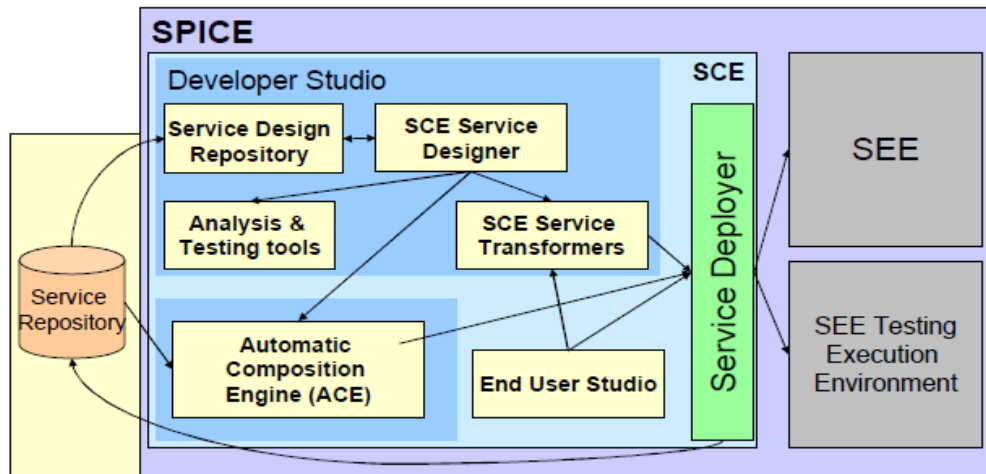 SPICE
Developer Studio
SCE
Service Design
Repository
SCE Service
Designer
Analysis &
Testing tools
SCE Service
Transformers
Service
Repository
Automatic
Composition
Engine (ACE)
End User Studio
Service Deployer
SEE
SEE Testing
Execution
Environment